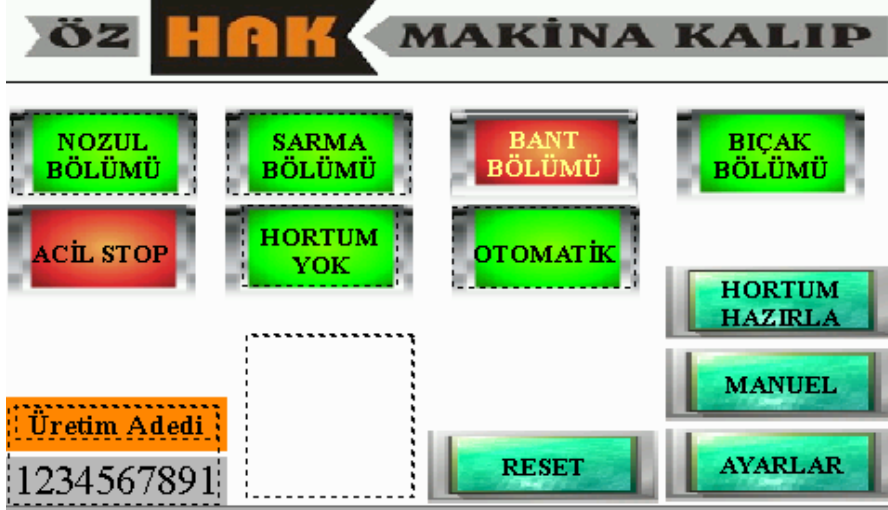 ÖZ HAK MAKİNA KALIP
NOZUL
BÖLÜMÜ
SARMA
BÖLÜMÜ
BANT
BÖLÜMÜ
BIÇAK
BÖLÜMÜ
ACİL STOP
HORTUM
YOK
OTOMATİK
HORTUM
HAZIRLA
MANUEL
Üretim Adedi
1234567891
RESET
AYARLAR